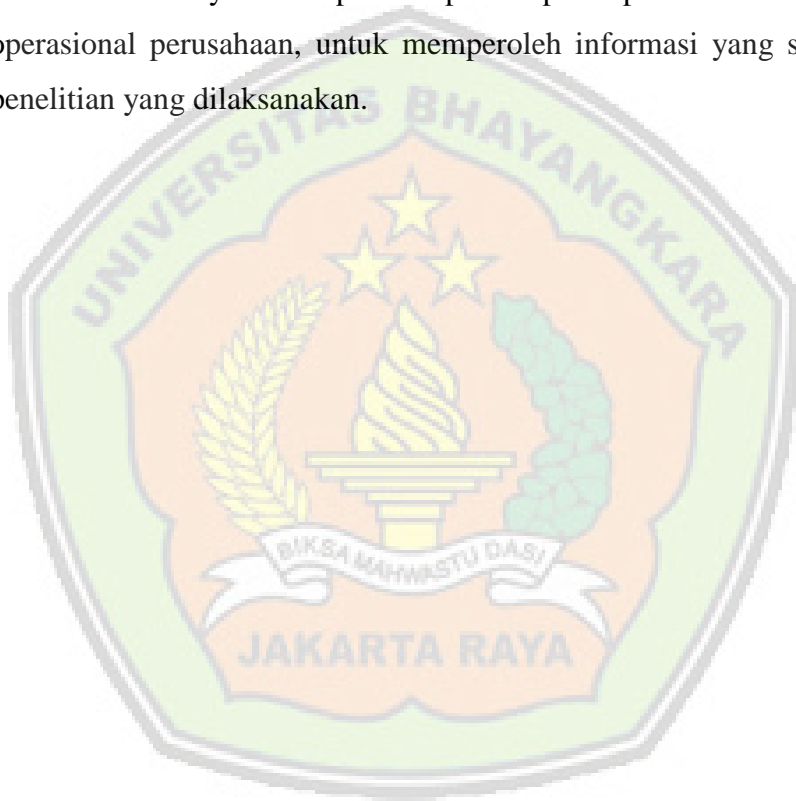 operasional perusahaan, untuk memperoleh informasi yang
penelitian yang dilaksanakan.
UNIVERSITAS BHAYANGKARA
BIKSA MAHWASTU DASI
JAKARTA RAYA